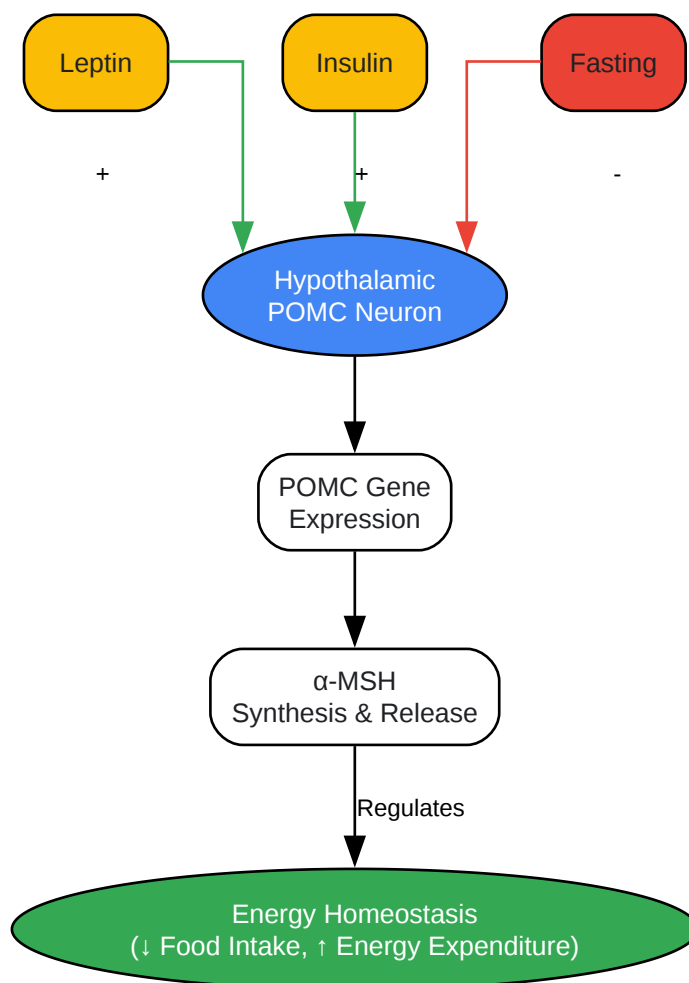 Leptin
Insulin
Fasting
+
+
-
Hypothalamic
POMC Neuron
POMC Gene
Expression
α-MSH
Synthesis & Release
Regulates
Energy Homeostasis
(↓ Food Intake, ↑ Energy Expenditure)